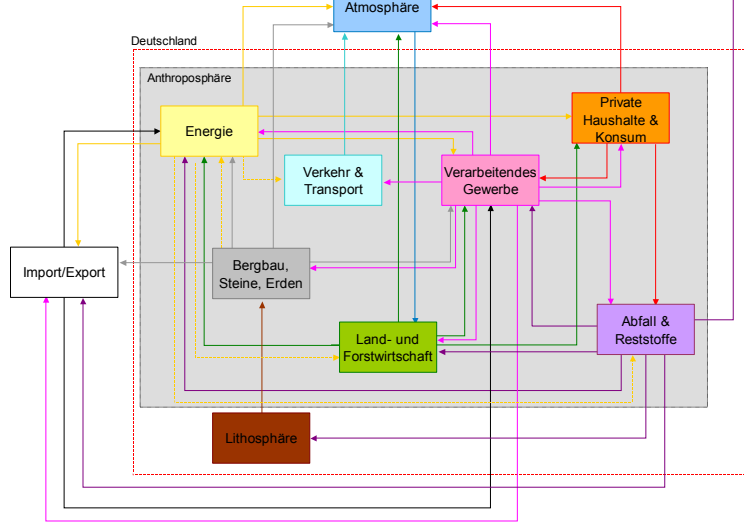 Atmosphäre
Deutschland
Anthroposphäre
Energie
Private
Haushalte &
Konsum
Verkehr &
Transport
Verarbeitendes
Gewerbe
Import/Export
Bergbau,
Steine, Erden
Abfall &
Reststoffe
Land- und
Forstwirtschaft
Lithosphäre